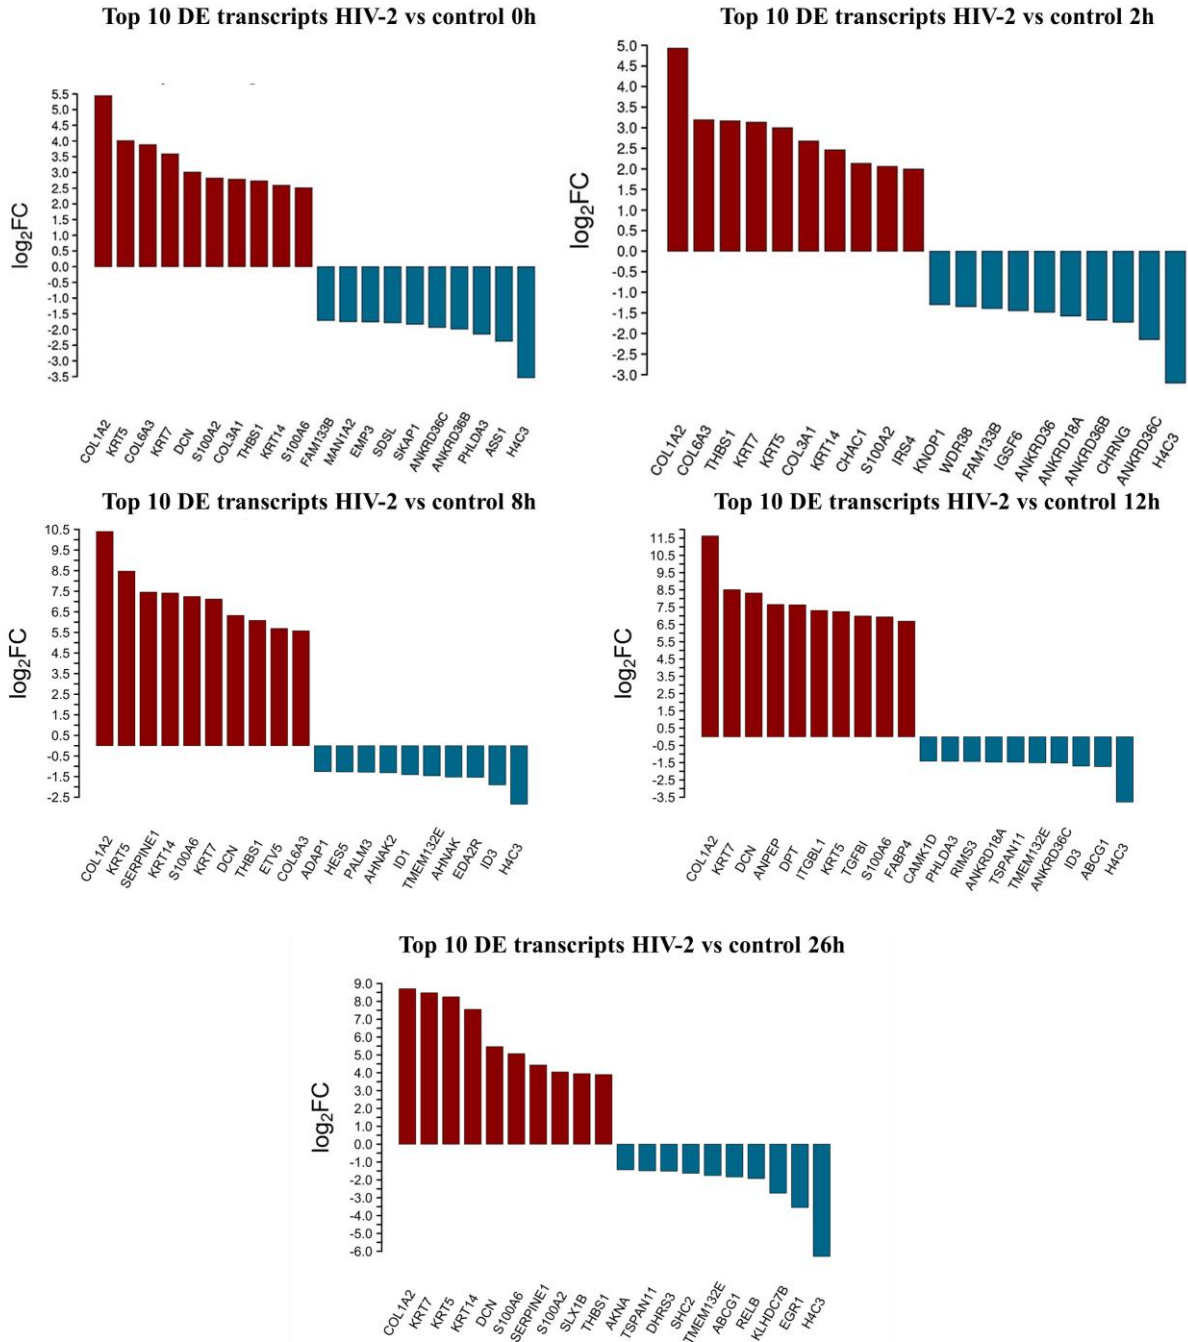 Top 10 DE transcripts HIV-2 vs control 0h
log2FC
5.5
5.0
4.5
4.0
3.5
3.0
2.5
2.0
1.5
1.0
0.5
0.0
-0.5
-1.0
-1.5
-2.0
-2.5
-3.0
-3.5
COL1A2
KRT5
COL6A3
KRT7
DCN
S100A2
COL3A1
THBS1
KRT14
S100A6
FAM133B
MAN1A2
EMP3
SDSL
SKAP1
ANKRD36C
ANKRD36B
PHLDA3
ASS1
H4C3
Top 10 DE transcripts HIV-2 vs control 2h
log2FC
5.0
4.5
4.0
3.5
3.0
2.5
2.0
1.5
1.0
0.5
0.0
-0.5
-1.0
-1.5
-2.0
-2.5
-3.0
COL1A2
COL6A3
THBS1
KRT7
KRT5
COL3A1
KRT14
CHAC1
S100A2
IRS4
KNOP1
WDR38
FAM133B
IGSF6
ANKRD36
ANKRD18A
ANKRD36B
CHRNG
ANKRD36C
H4C3
Top 10 DE transcripts HIV-2 vs control 8h
log2FC
10.5
9.5
8.5
7.5
6.5
5.5
4.5
3.5
2.5
1.5
0.5
-0.5
-1.5
-2.5
COL1A2
KRT5
SERPINE1
KRT14
S100A6
KRT7
DCN
THBS1
ETV5
COL6A3
ADAP1
HES5
PALM3
AHNAK2
ID1
TMEM132E
AHNAK
EDA2R
ID3
H4C3
Top 10 DE transcripts HIV-2 vs control 12h
log2FC
11.5
10.5
9.5
8.5
7.5
6.5
5.5
4.5
3.5
2.5
1.5
0.5
-0.5
-1.5
-2.5
-3.5
COL1A2
KRT7
DCN
ANPEP
DPT
ITGBL1
KRT5
TGFBI
S100A6
FABP4
CAMK1D
PHLDA3
RIMS3
ANKRD18A
TSPAN11
TMEM132E
ANKRD36C
ID3
ABCG1
H4C3
Top 10 DE transcripts HIV-2 vs control 26h
log2FC
9.0
8.0
7.0
6.0
5.0
4.0
3.0
2.0
1.0
0.0
-1.0
-2.0
-3.0
-4.0
-5.0
-6.0
COL1A2
KRT7
KRT5
KRT14
DCN
S100A6
SERPINE1
S100A2
SLX1B
THBS1
AKNA
TSPAN11
DHRS3
SHC2
TMEM132E
ABCG1
RELB
KLHDC7B
EGR1
H4C3